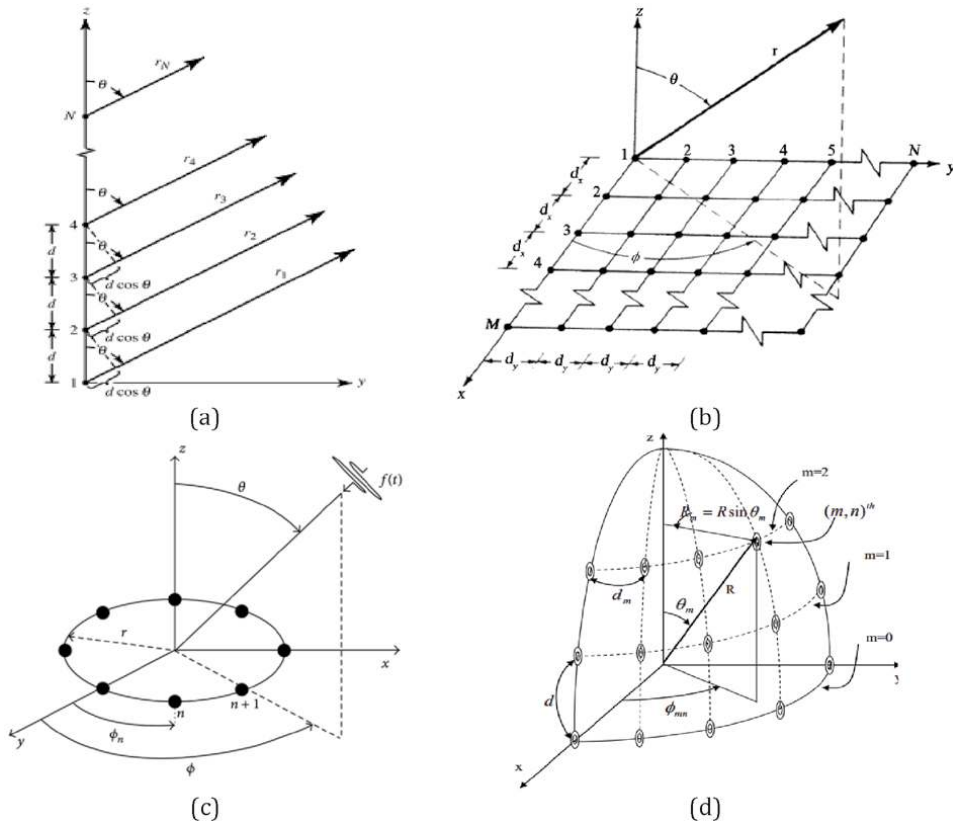 z
r_N
θ
N
r_4
θ
r_3
4
θ
r_2
d
θ
r_1
3
θ
d cos θ
d
θ
2
θ
d cos θ
d
θ
1
d cos θ
y
(a)
z
r
θ
1 2 3 4 5 N
y
d_x
2
d_x
3
d_x
ϕ
4
M
d_y d_y d_y d_y
x
(b)
z
θ
f(t)
r
x
n + 1
n
ϕ_n
y
ϕ
(c)
z
m=2
R_m = R sin θ_m
(m, n)^th
m=1
d_m
R
θ_m
m=0
y
d
ϕ_mn
x
(d)